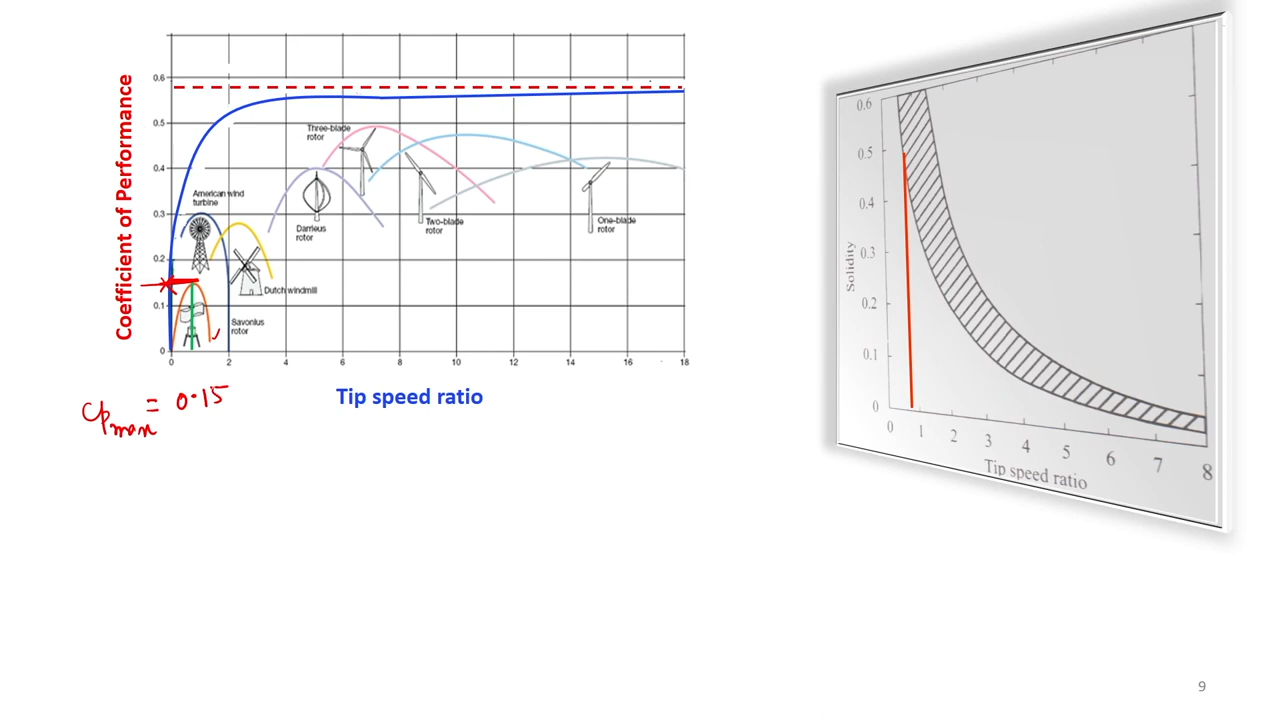 Coefficient of Performance
0.6
0.5
0.4
0.3
0.2
0.1
0
0 2 4 6 8 10 12 14 16 18
Tip speed ratio
American wind
turbine
Savonius
rotor
Dutch windmill
Darrieus
rotor
Three-blade
rotor
Two-blade
rotor
One-blade
rotor
Cpmax = 0.15
Solidity
0.6
0.5
0.4
0.3
0.2
0.1
0
0 1 2 3 4 5 6 7 8
Tip speed ratio
9